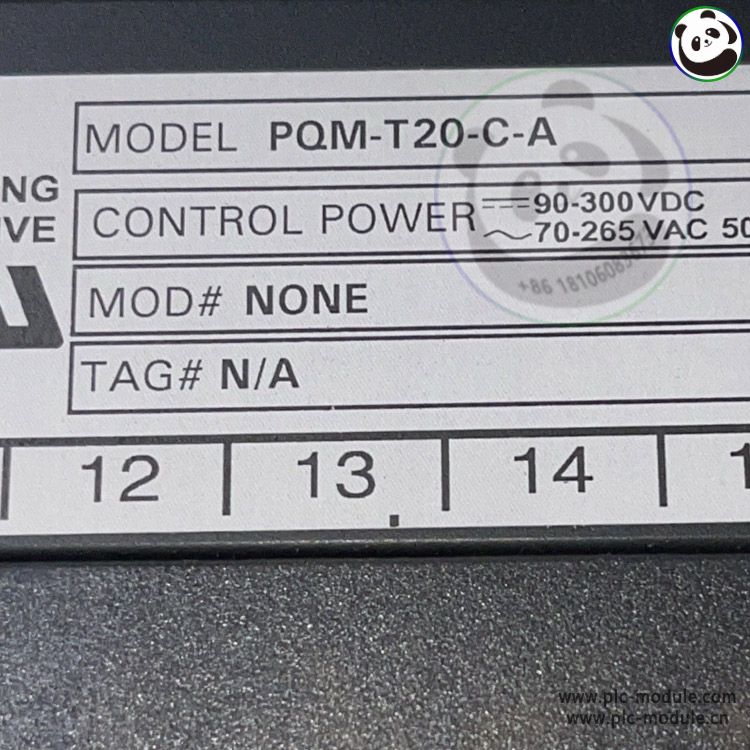 MODEL PQM-T20-C-A
NG
VE
CONTROL POWER
90-300 VDC
70-265 VAC 50
MOD# NONE
TAG# N/A
12 13 14 1
www.plc-module.com
www.plc-module.cn